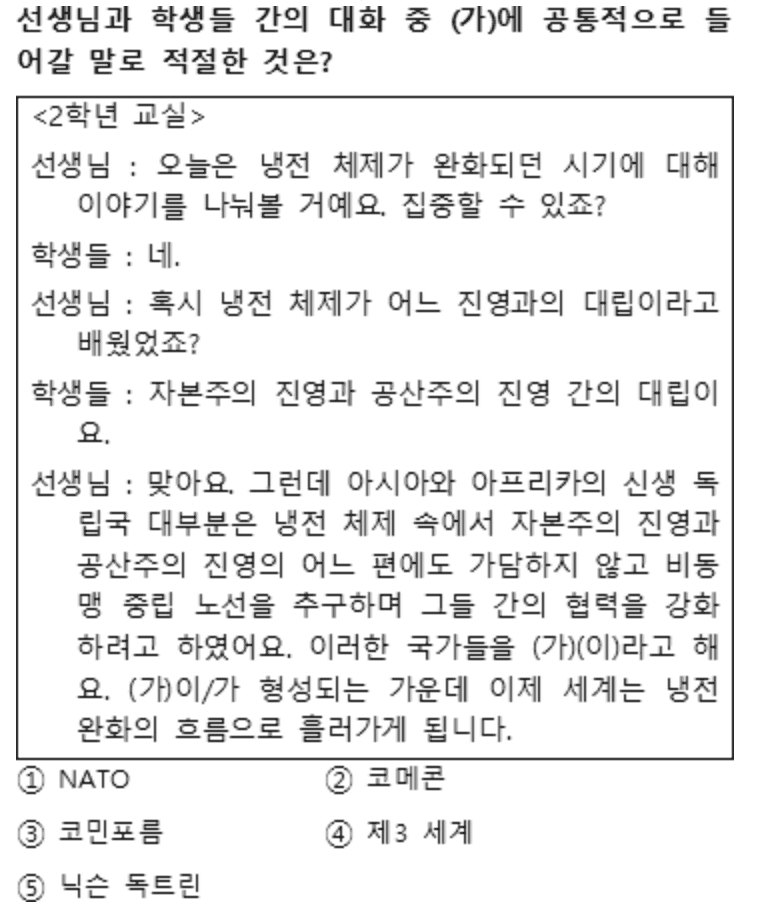 선생님과 학생들 간의 대화 중 (가)에 공통적으로 들
어갈 말로 적절한 것은?
<2학년 교실>
선생님 : 오늘은 냉전 체제가 완화되던 시기에 대해
이야기를 나눠볼 거예요. 집중할 수 있죠?
학생들 : 네.
선생님 : 혹시 냉전 체제가 어느 진영과의 대립이라고
배웠었죠?
학생들 : 자본주의 진영과 공산주의 진영 간의 대립이
요.
선생님 : 맞아요. 그런데 아시아와 아프리카의 신생 독
립국 대부분은 냉전 체제 속에서 자본주의 진영과
공산주의 진영의 어느 편에도 가담하지 않고 비동
맹 중립 노선을 추구하며 그들 간의 협력을 강화
하려고 하였어요. 이러한 국가들을 (가)(이)라고 해
요. (가)이/가 형성되는 가운데 이제 세계는 냉전
완화의 흐름으로 흘러가게 됩니다.
① NATO ② 코메콘
③ 코민포름 ④ 제3 세계
⑤ 닉슨 독트린